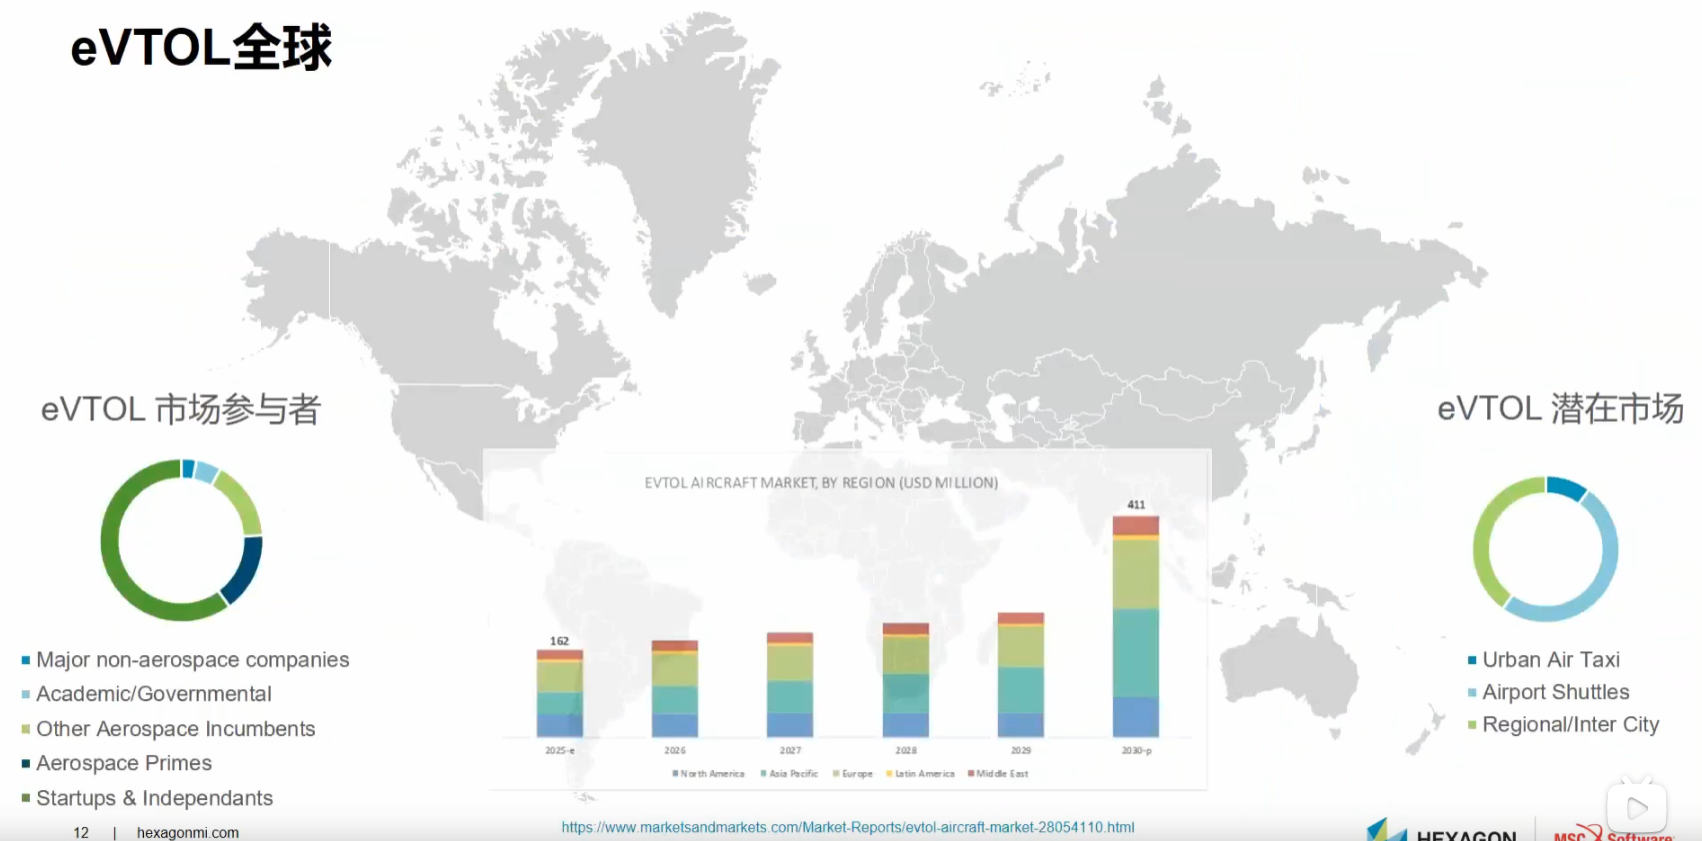 eVTOL全球
eVTOL 市场参与者
Major non-aerospace companies
Academic/Governmental
Other Aerospace Incumbents
Aerospace Primes
Startups & Independants
EVTOL AIRCRAFT MARKET, BY REGION (USD MILLION)
411
162
2025-e 2026 2027 2028 2029 2030-p
North America Asia Pacific Europe Latin America Middle East
eVTOL 潜在市场
Urban Air Taxi
Airport Shuttles
Regional/Inter City
12 | hexagonmi.com
https://www.marketsandmarkets.com/Market-Reports/evtol-aircraft-market-28054110.html
HEXAGON
MSC Software